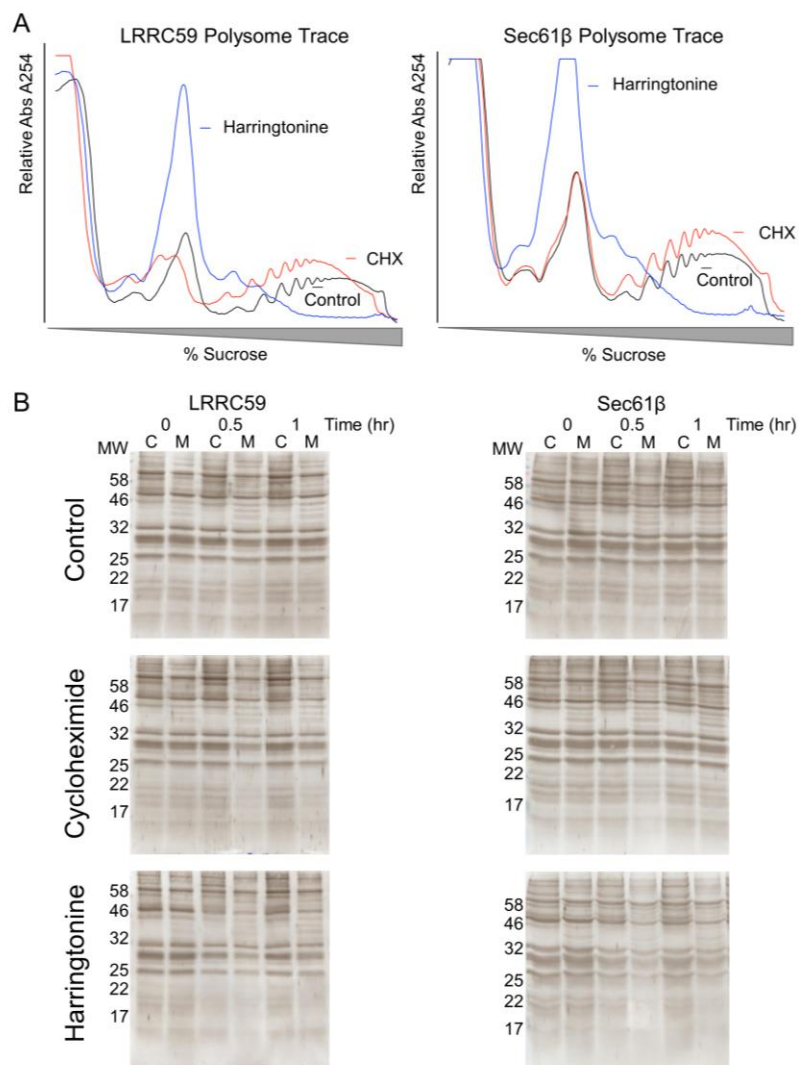 A
LRRC59 Polysome Trace
Relative Abs A254
Harringtonine
CHX
Control
% Sucrose
Sec61β Polysome Trace
Relative Abs A254
Harringtonine
CHX
Control
% Sucrose
B
LRRC59
0 0.5 1 Time (hr)
MW C M C M C M
Sec61β
0 0.5 1 Time (hr)
MW C M C M C M
Control
58
46
32
25
22
17
58
46
32
25
22
17
Cycloheximide
58
46
32
25
22
17
58
46
32
25
22
17
Harringtonine
58
46
32
25
22
17
58
46
32
25
22
17